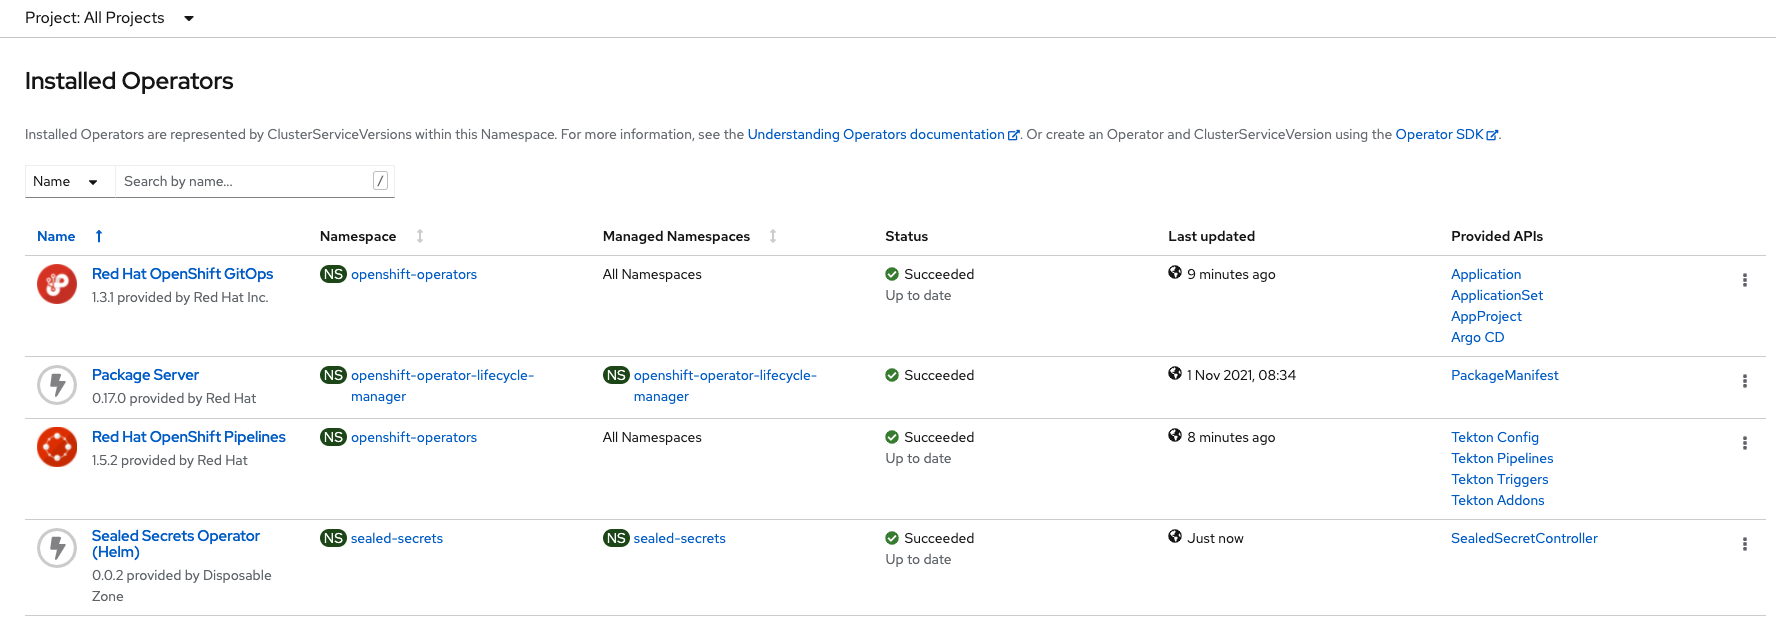 Project: All Projects
Installed Operators
Installed Operators are represented by ClusterServiceVersions within this Namespace. For more information, see the Understanding Operators documentation. Or create an Operator and ClusterServiceVersion using the Operator SDK.
Name Search by name... /
Name Namespace Managed Namespaces Status Last updated Provided APIs
Red Hat OpenShift GitOps NS openshift-operators All Namespaces Succeeded 9 minutes ago Application
1.3.1 provided by Red Hat Inc. Up to date ApplicationSet
AppProject
Argo CD
Package Server NS openshift-operator-lifecycle- NS openshift-operator-lifecycle- Succeeded 1 Nov 2021, 08:34 PackageManifest
0.17.0 provided by Red Hat manager manager
Red Hat OpenShift Pipelines NS openshift-operators All Namespaces Succeeded 8 minutes ago Tekton Config
1.5.2 provided by Red Hat Up to date Tekton Pipelines
Tekton Triggers
Tekton Addons
Sealed Secrets Operator NS sealed-secrets NS sealed-secrets Succeeded Just now SealedSecretController
(Helm) Up to date
0.0.2 provided by Disposable
Zone